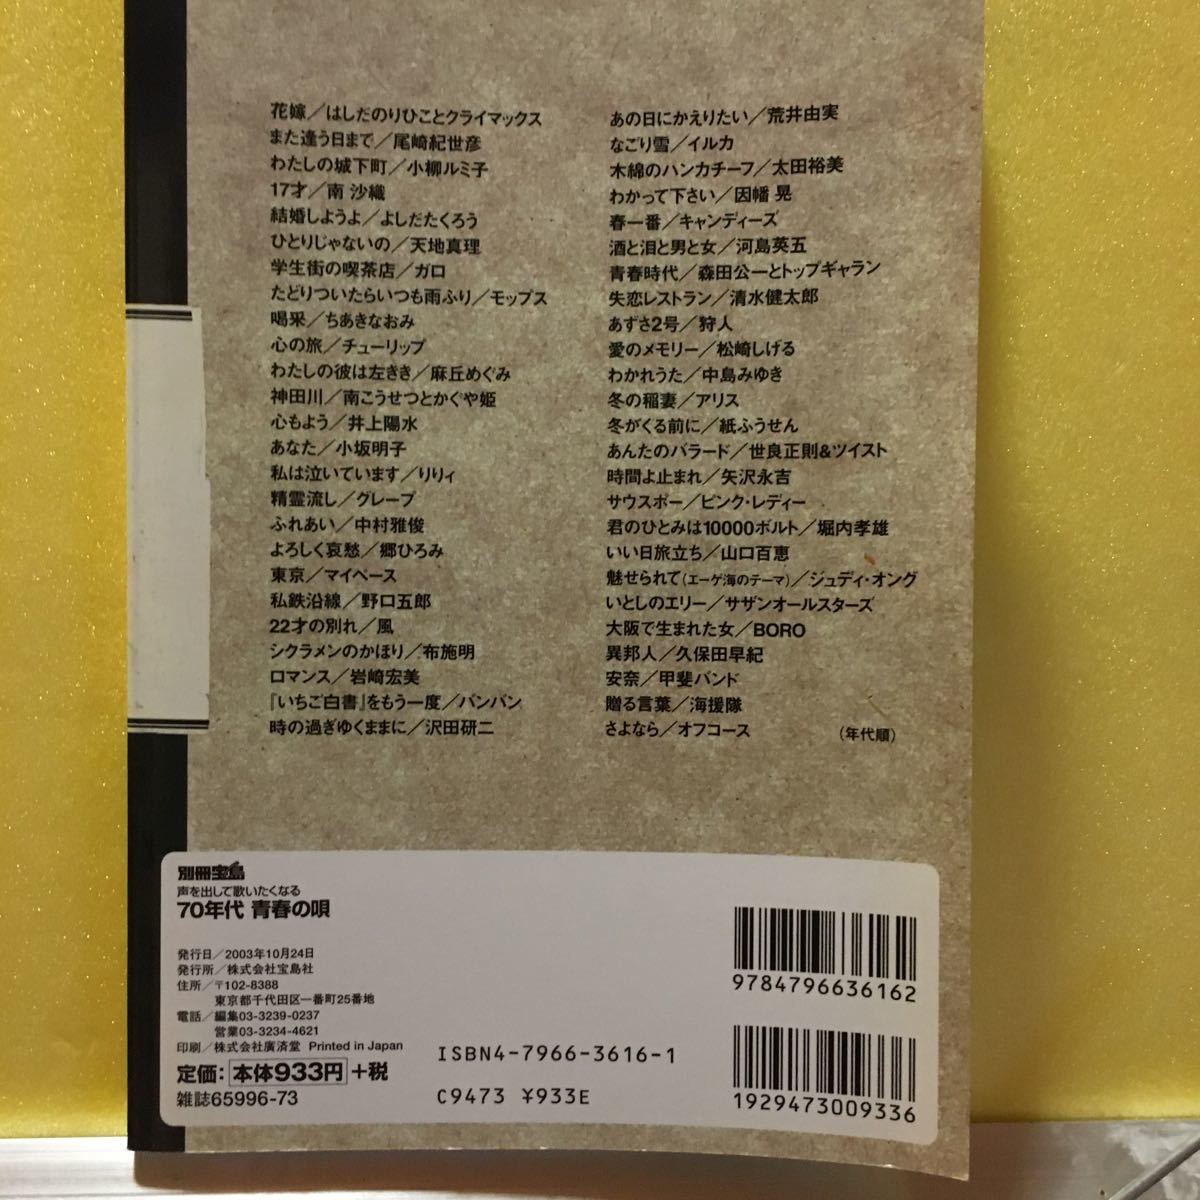 花嫁／はしだのりひことクライマックス
また逢う日まで／尾崎紀世彦
わたしの城下町／小柳ルミ子
17才／南 沙織
結婚しようよ／よしだたくろう
ひとりじゃないの／天地真理
学生街の喫茶店／ガロ
たどりついたらいつも雨ふり／モップス
喝采／ちあきなおみ
心の旅／チューリップ
わたしの彼は左きき／麻丘めぐみ
神田川／南こうせつとかぐや姫
心もよう／井上陽水
あなた／小坂明子
私は泣いています／りりィ
精霊流し／グレープ
ふれあい／中村雅俊
よろしく哀愁／郷ひろみ
東京／マイペース
私鉄沿線／野口五郎
22才の別れ／風
シクラメンのかほり／布施明
ロマンス／岩崎宏美
『いちご白書』をもう一度／バンバン
時の過ぎゆくままに／沢田研二
あの日にかえりたい／荒井由実
なごり雪／イルカ
木綿のハンカチーフ／太田裕美
わかって下さい／因幡 晃
春一番／キャンディーズ
酒と泪と男と女／河島英五
青春時代／森田公一とトップギャラン
失恋レストラン／清水健太郎
あずさ2号／狩人
愛のメモリー／松崎しげる
わかれうた／中島みゆき
冬の稲妻／アリス
冬がくる前に／紙ふうせん
あんたのバラード／世良正則&ツイスト
時間よ止まれ／矢沢永吉
サウスポー／ピンク・レディー
君のひとみは10000ボルト／堀内孝雄
いい日旅立ち／山口百恵
魅せられて(エーゲ海のテーマ)／ジュディ・オング
いとしのエリー／サザンオールスターズ
大阪で生まれた女／BORO
異邦人／久保田早紀
安奈／甲斐バンド
贈る言葉／海援隊
さよなら／オフコース
(年代順)
別冊宝島
声を出して歌いたくなる
70年代 青春の唄
発行日／2003年10月24日
発行所／株式会社宝島社
住所／〒102-8388
東京都千代田区一番町25番地
電話／編集03-3239-0237
営業03-3234-4621
印刷／株式会社廣済堂 Printed in Japan
定価：本体933円+税
雑誌65996-73
ISBN4-7966-3616-1
C9473 ¥933E
9784796636162
1929473009336